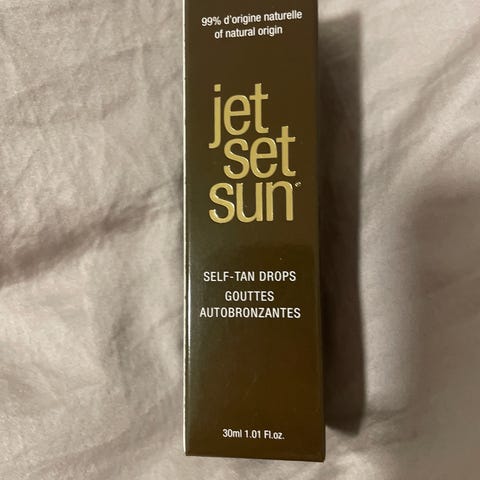 99% d'origine naturelle
of natural origin
jet
set
sun
SELF-TAN DROPS
GOUTTES
AUTOBRONZANTES
30ml 1.01 Fl.oz.